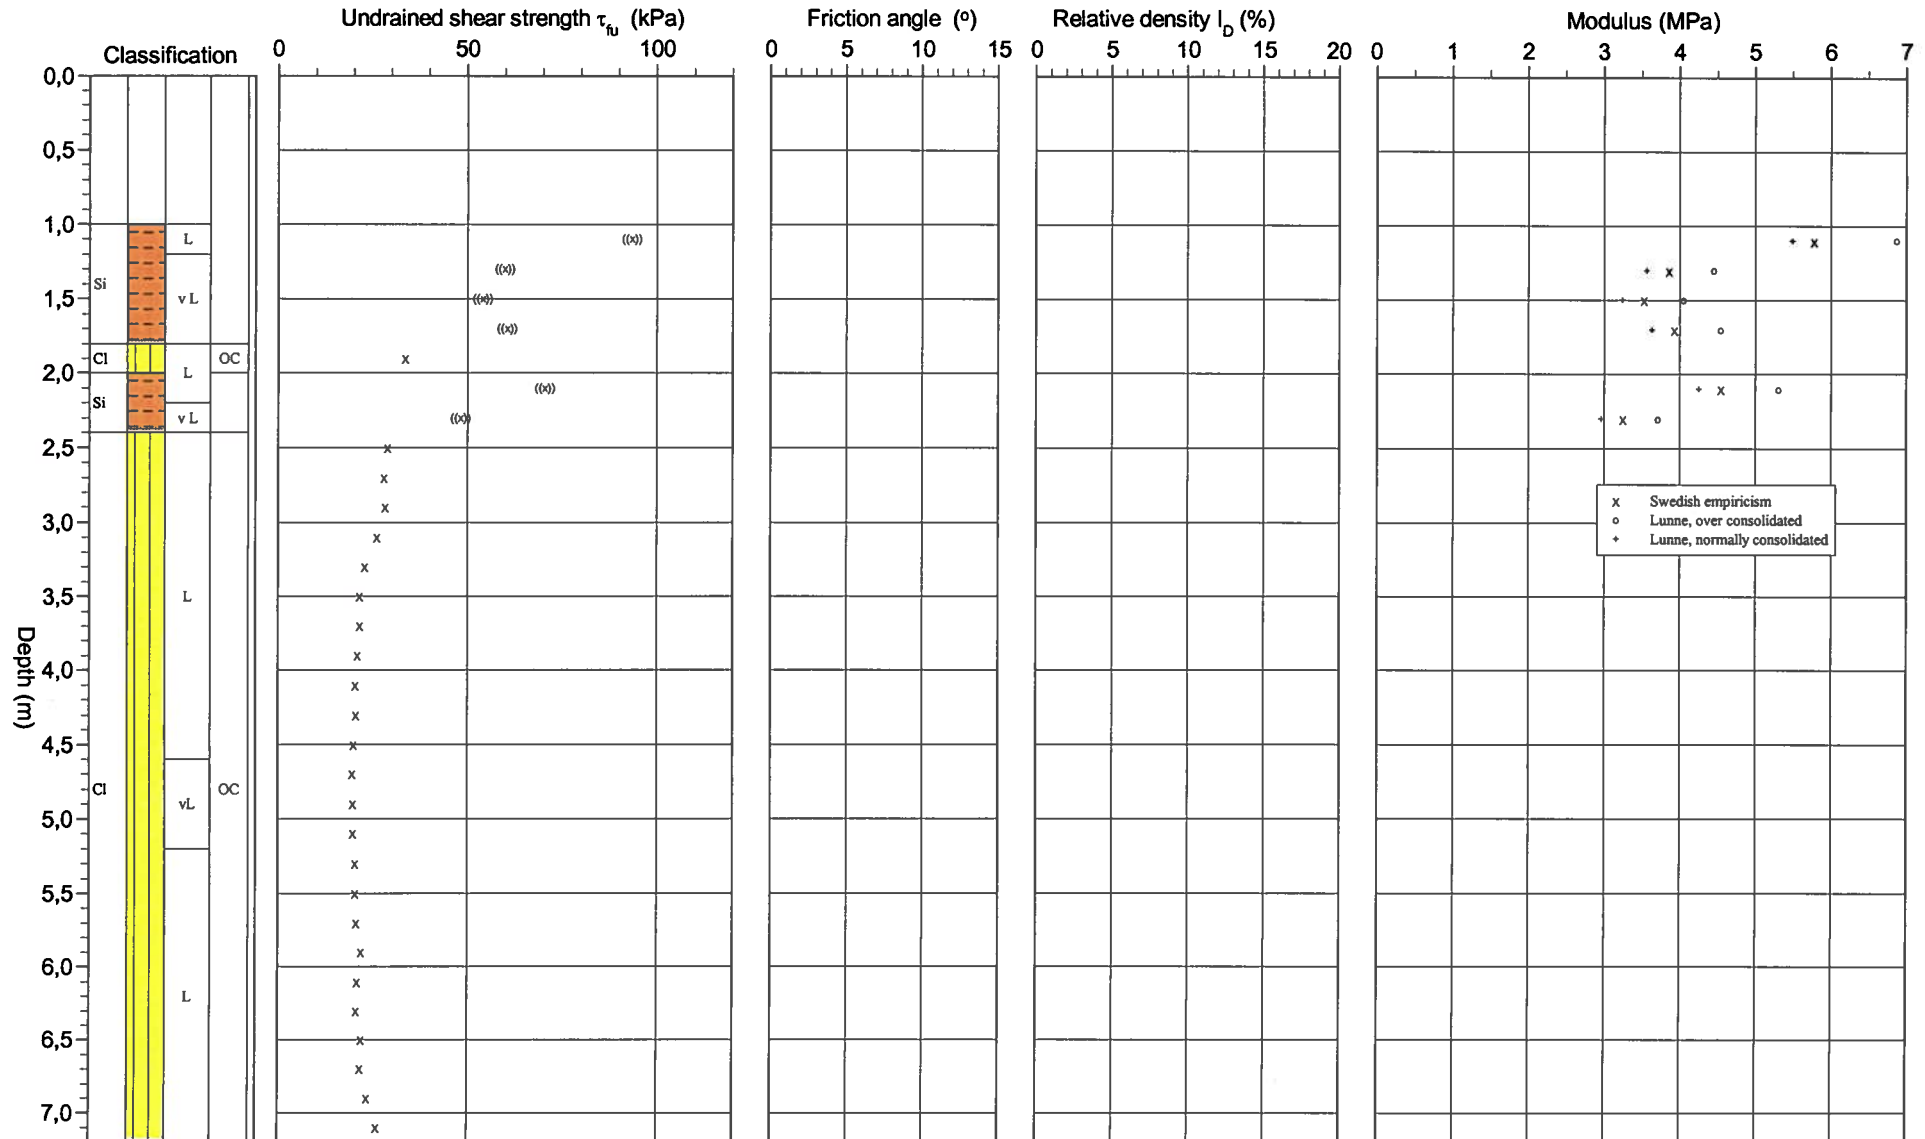 Undrained shear strength τfu (kPa) Friction angle (o) Relative density ID (%) Modulus (MPa)
Classification
0 50 100 0 5 10 15 0 5 10 15 20 0 1 2 3 4 5 6 7
0,0
0,5
1,0
L
Si
v L
1,5
Cl OC
L
2,0
Si
v L
2,5
x Swedish empiricism
o Lunne, over consolidated
+ Lunne, normally consolidated
3,0
L
3,5
Depth (m)
4,0
4,5
Cl OC
vL
5,0
5,5
6,0
L
6,5
7,0